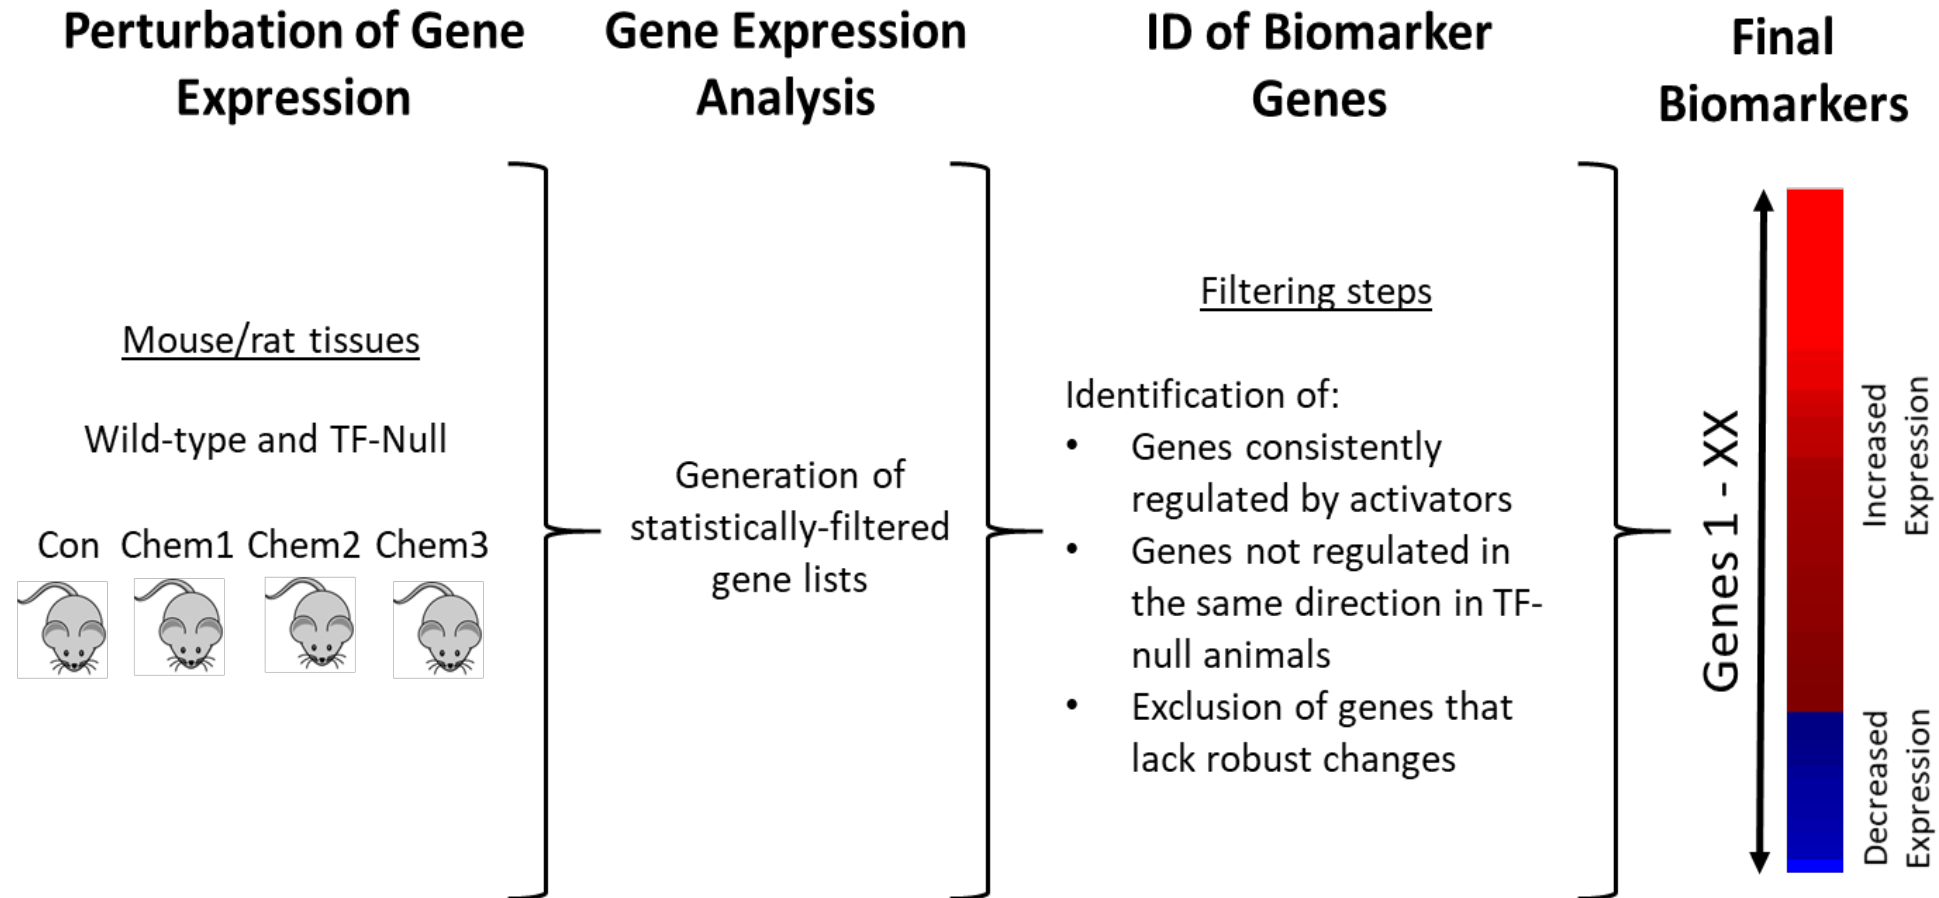 Perturbation of Gene
Expression
Gene Expression
Analysis
ID of Biomarker
Genes
Final
Biomarkers
Mouse/rat tissues
Wild-type and TF-Null
Con Chem1 Chem2 Chem3
Generation of
statistically-filtered
gene lists
Filtering steps
Identification of:
• Genes consistently
regulated by activators
• Genes not regulated in
the same direction in TF-
null animals
• Exclusion of genes that
lack robust changes
Genes 1 - XX
Increased
Expression
Decreased
Expression